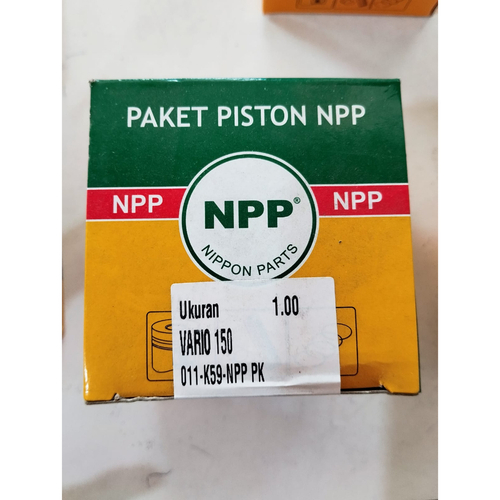 PAKET PISTON NPP
NPP
NPP®
NPP
NIPPON PARTS
Ukuran 1.00
VARIO 150
011-K59-NPP PK